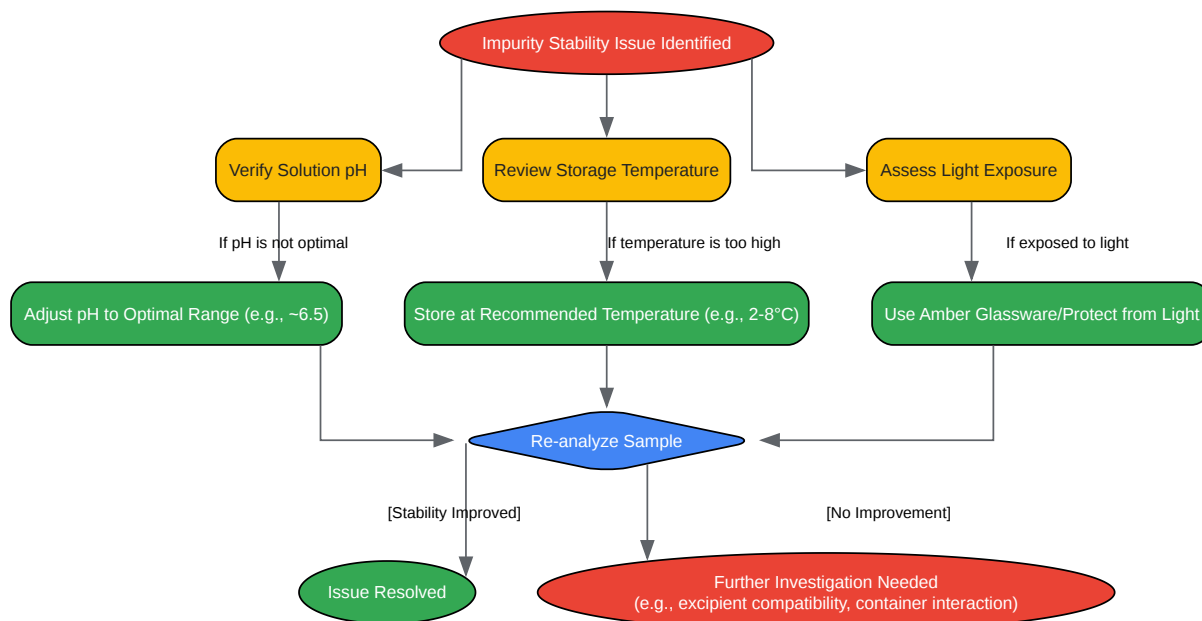 Impurity Stability Issue Identified
Verify Solution pH
Review Storage Temperature
Assess Light Exposure
If pH is not optimal
If temperature is too high
If exposed to light
Adjust pH to Optimal Range (e.g., ~6.5)
Store at Recommended Temperature (e.g., 2-8°C)
Use Amber Glassware/Protect from Light
Re-analyze Sample
[Stability Improved]
[No Improvement]
Issue Resolved
Further Investigation Needed
(e.g., excipient compatibility, container interaction)